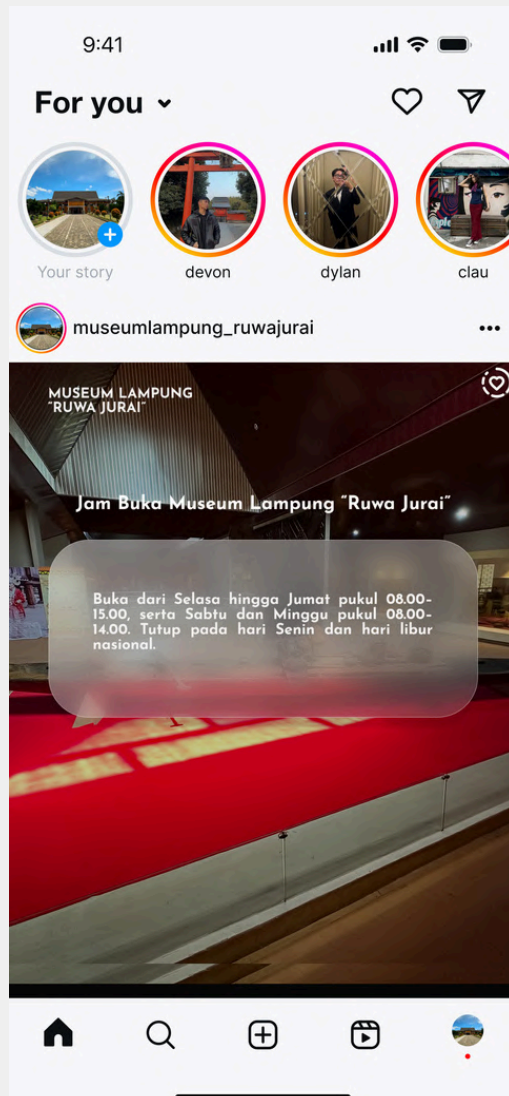 9:41
For you
Your story
devon
dylan
clau
museumlampung_ruwajurai
MUSEUM LAMPUNG
"RUWA JURAI"
Jam Buka Museum Lampung "Ruwa Jurai"
Buka dari Selasa hingga Jumat pukul 08.00–
15.00, serta Sabtu dan Minggu pukul 08.00–
14.00. Tutup pada hari Senin dan hari libur
nasional.